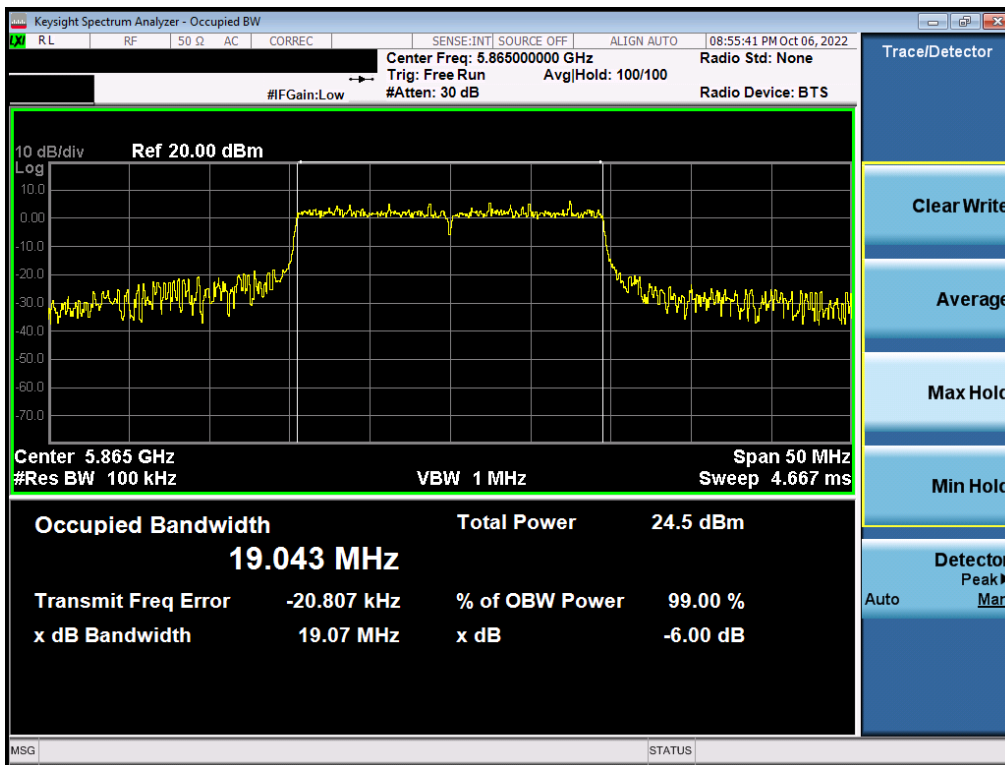 Keysight Spectrum Analyzer - Occupied BW
LXI RL RF 50 Ω AC CORREC SENSE:INT SOURCE OFF ALIGN AUTO 08:55:41 PM Oct 06, 2022
Center Freq: 5.865000000 GHz Radio Std: None
Trig: Free Run Avg|Hold: 100/100
#IFGain:Low #Atten: 30 dB Radio Device: BTS
Trace/Detector
10 dB/div Ref 20.00 dBm
Log
10.0
0.00
-10.0
-20.0
-30.0
-40.0
-50.0
-60.0
-70.0
Center 5.865 GHz Span 50 MHz
#Res BW 100 kHz VBW 1 MHz Sweep 4.667 ms
Occupied Bandwidth Total Power 24.5 dBm
19.043 MHz
Transmit Freq Error -20.807 kHz % of OBW Power 99.00 %
x dB Bandwidth 19.07 MHz x dB -6.00 dB
Clear Write
Average
Max Hold
Min Hold
Detector
Peak
Auto Man
MSG STATUS